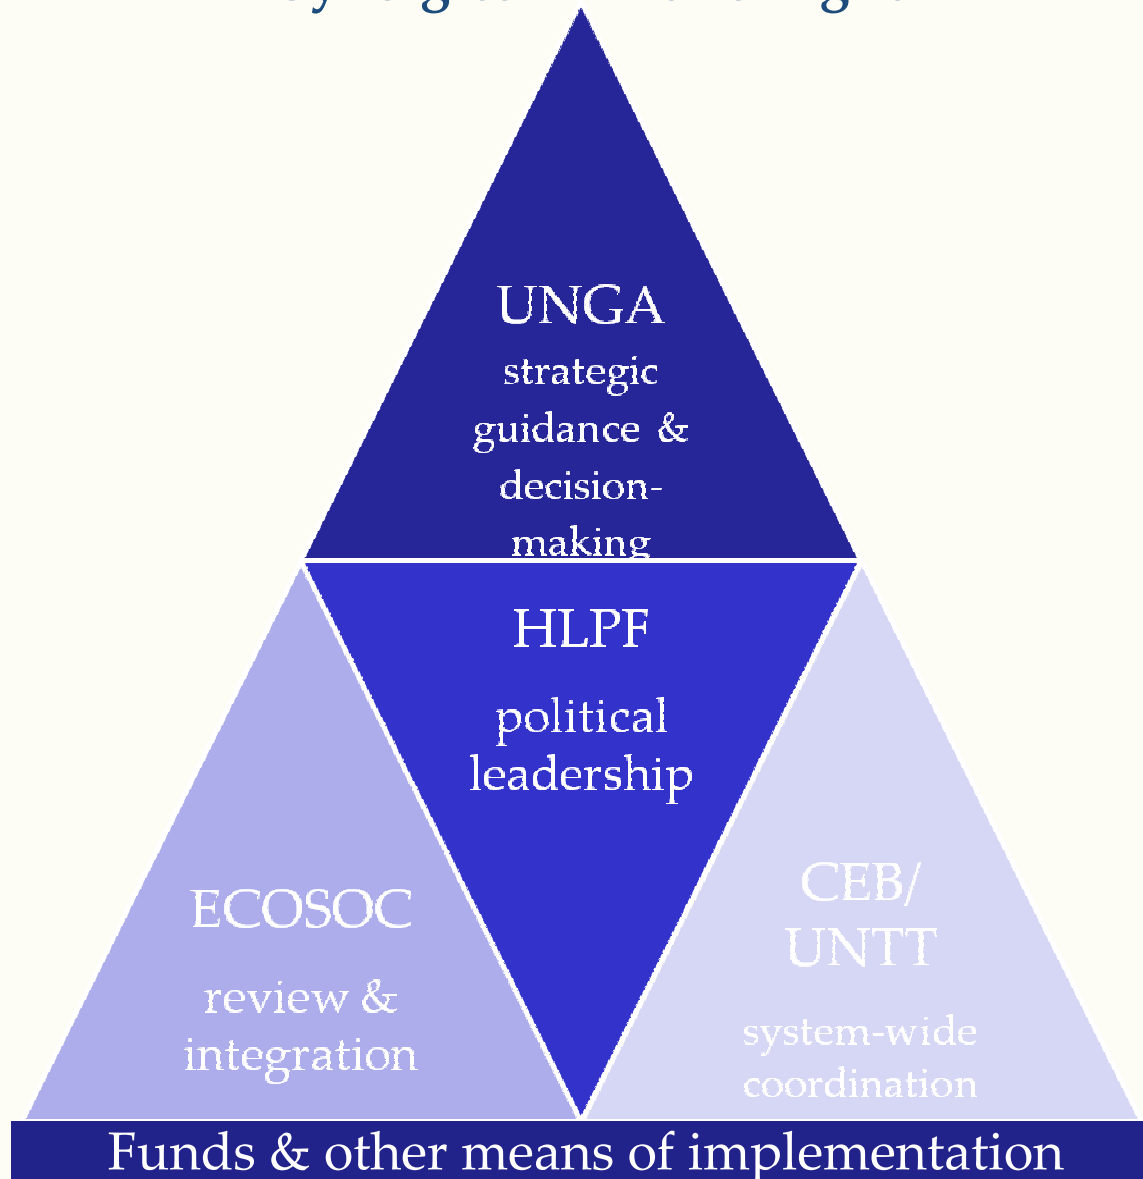 UNGA
strategic
guidance &
decision-
making
HLPF
political
leadership
ECOSOC
review &
integration
CEB/
UNTT
system-wide
coordination
Funds & other means of implementation